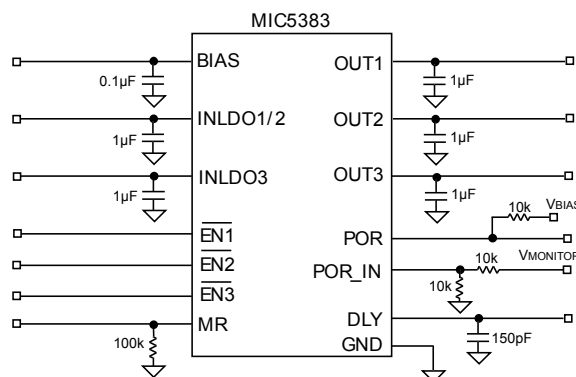 MIC5383
BIAS
OUT1
0.1µF
1µF
INLDO1/2
OUT2
1µF
1µF
INLDO3
OUT3
1µF
1µF
10k
VBIAS
EN1
POR
EN2
POR_IN
10k
VMONITOR
10k
EN3
MR
DLY
100k
150pF
GND